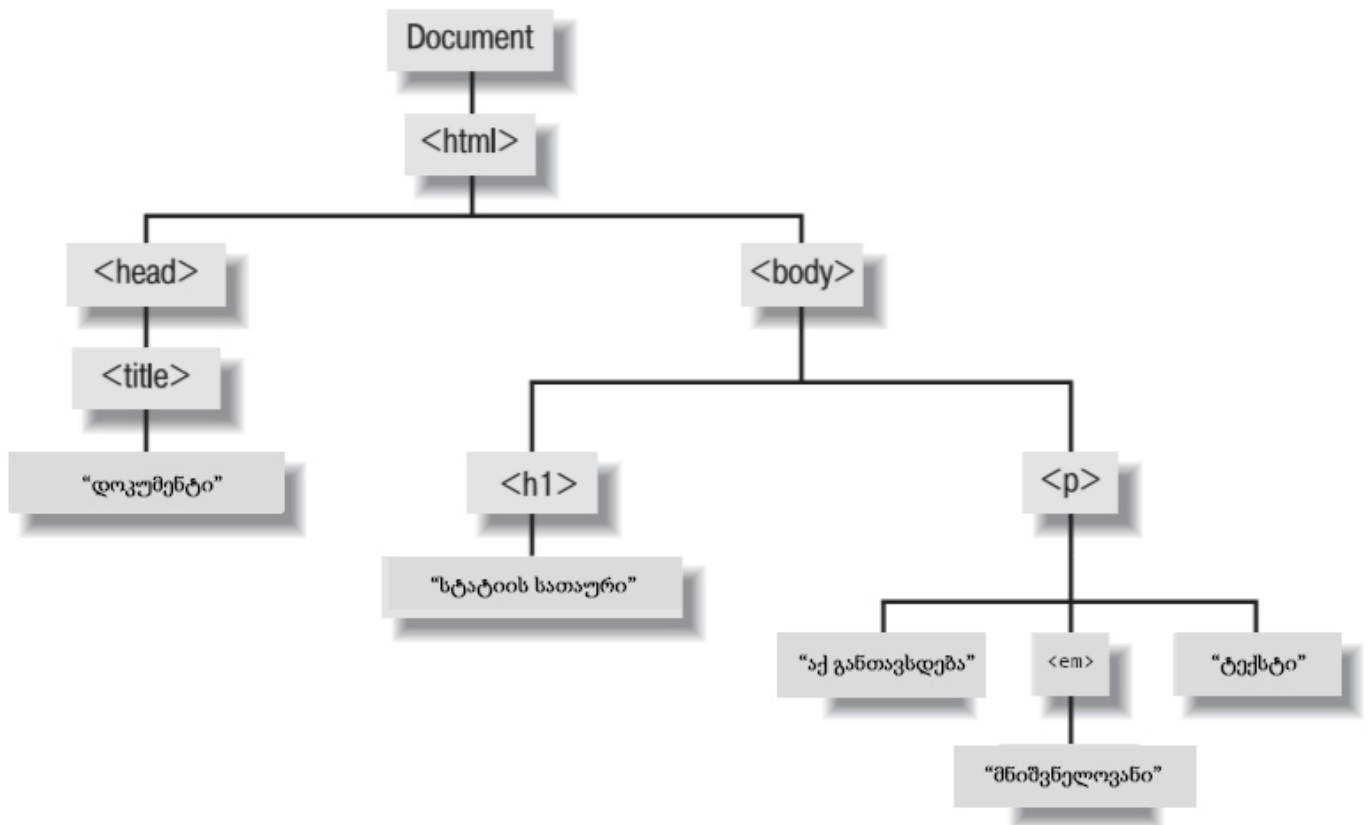 Document
<html>
<head>
<body>
<title>
"დოკუმენტი"
<h1>
<p>
"სტატიის სათაური"
"აქ განთავსდება"
<em>
"ტექსტი"
"მნიშვნელოვანი"